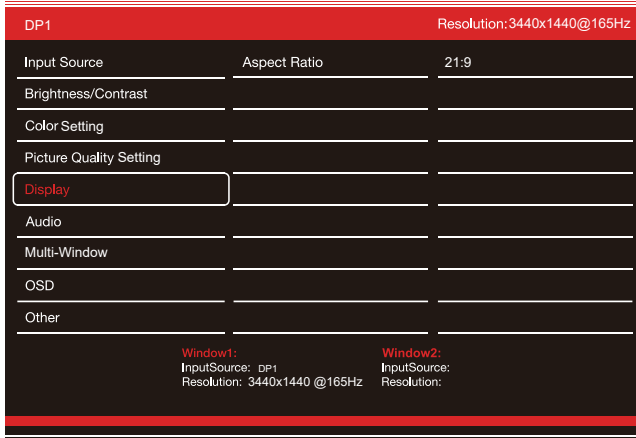 DP1 Resolution:3440x1440@165Hz
Input Source Aspect Ratio 21:9
Brightness/Contrast
Color Setting
Picture Quality Setting
Display
Audio
Multi-Window
OSD
Other
Window1: Window2:
InputSource: DP1 InputSource:
Resolution: 3440x1440 @165Hz Resolution: